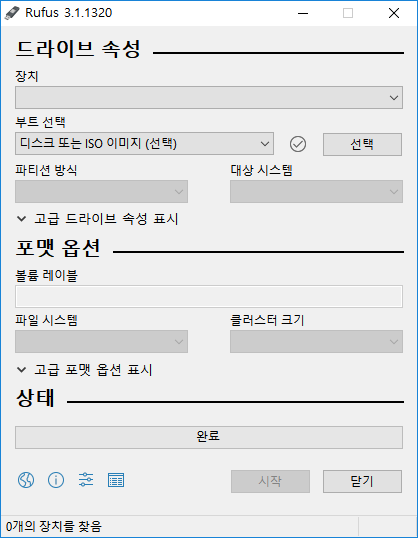 Rufus 3.1.1320
드라이브 속성
장치
부트 선택
디스크 또는 ISO 이미지 (선택)
선택
파티션 방식
대상 시스템
고급 드라이브 속성 표시
포맷 옵션
볼륨 레이블
파일 시스템
클러스터 크기
고급 포맷 옵션 표시
상태
완료
시작
닫기
0개의 장치를 찾음